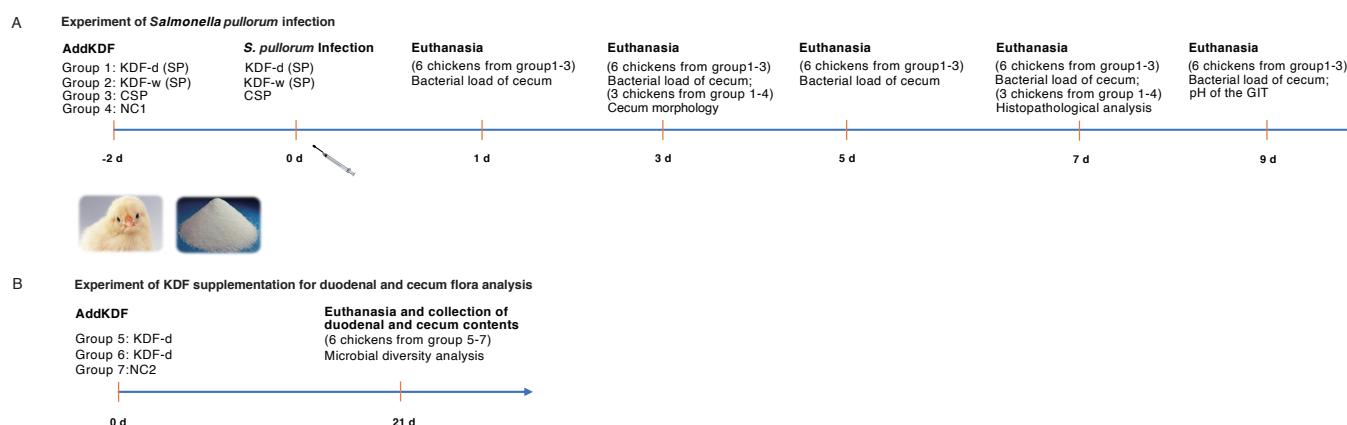 A
Experiment of Salmonella pullorum infection
AddKDF
Group 1: KDF-d (SP)
Group 2: KDF-w (SP)
Group 3: CSP
Group 4: NC1
S. pullorum Infection
KDF-d (SP)
KDF-w (SP)
CSP
Euthanasia
(6 chickens from group1-3)
Bacterial load of cecum
Euthanasia
(6 chickens from group1-3)
Bacterial load of cecum;
(3 chickens from group 1-4)
Cecum morphology
Euthanasia
(6 chickens from group1-3)
Bacterial load of cecum
Euthanasia
(6 chickens from group1-3)
Bacterial load of cecum;
(3 chickens from group 1-4)
Histopathological analysis
Euthanasia
(6 chickens from group1-3)
Bacterial load of cecum;
pH of the GIT
-2 d
0 d
1 d
3 d
5 d
7 d
9 d
B
Experiment of KDF supplementation for duodenal and cecum flora analysis
AddKDF
Group 5: KDF-d
Group 6: KDF-d
Group 7:NC2
Euthanasia and collection of
duodenal and cecum contents
(6 chickens from group 5-7)
Microbial diversity analysis
0 d
21 d